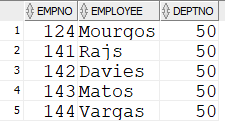 EMPNO EMPLOYEE DEPTNO
1 124 Mourgos 50
2 141 Rajs 50
3 142 Davies 50
4 143 Matos 50
5 144 Vargas 50